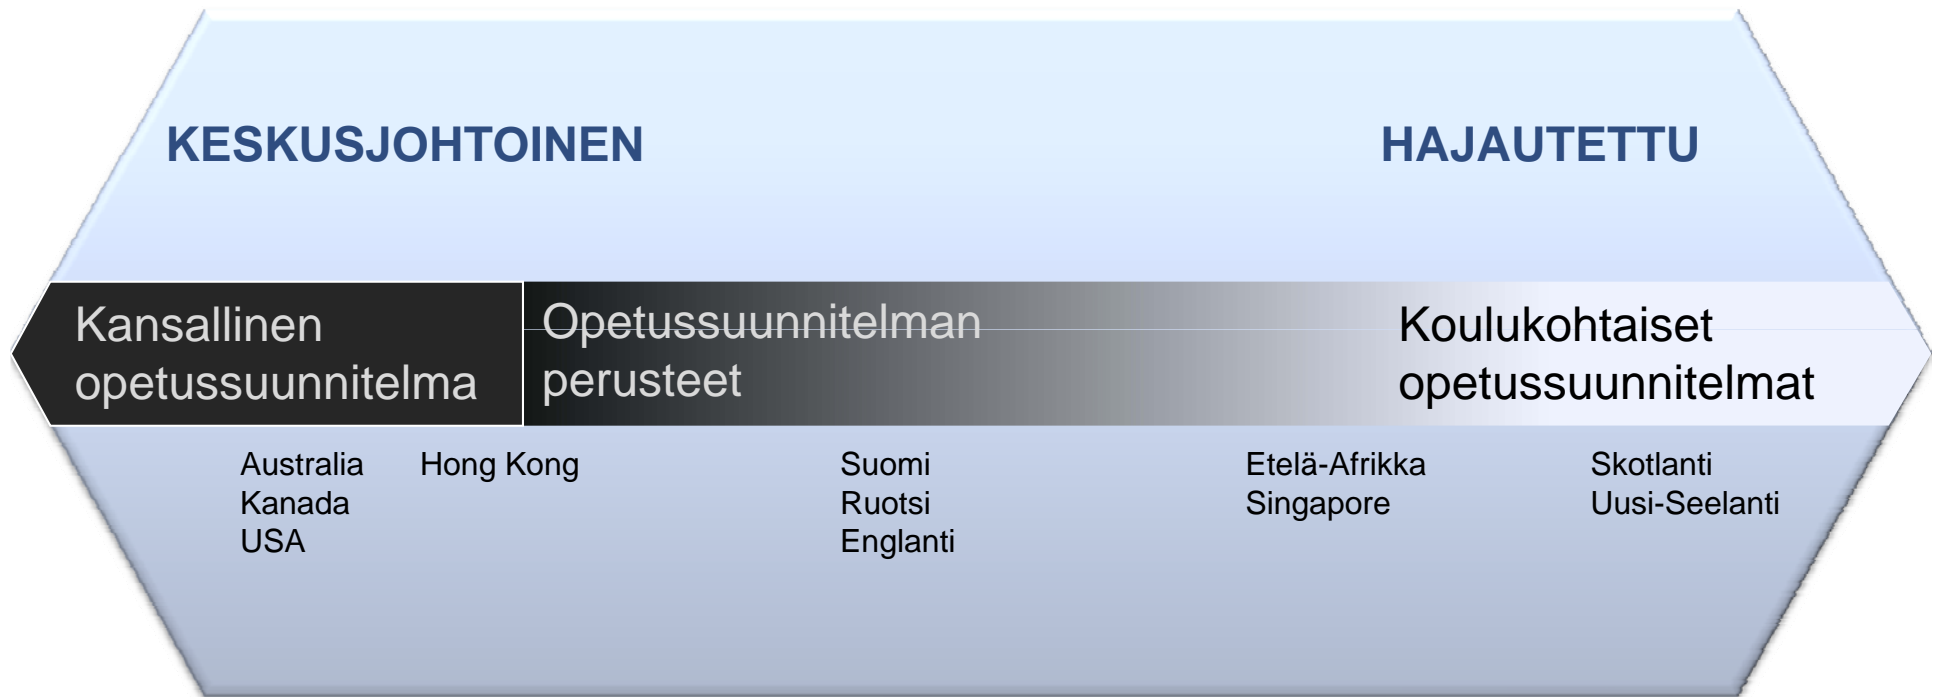 KESKUSJOHTOINEN
HAJAUTETTU
Kansallinen
opetussuunnitelma
Opetussuunnitelman
perusteet
Koulukohtaiset
opetussuunnitelmat
Australia
Kanada
USA
Hong Kong
Suomi
Ruotsi
Englanti
Etelä-Afrikka
Singapore
Skotlanti
Uusi-Seelanti